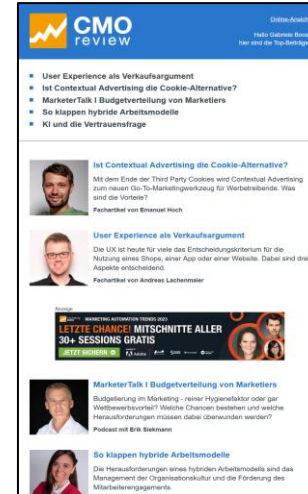 CMO
review
Online-Ansicht
Hallo Gabriele
hier sind die Top-Beiträge
User Experience als Verkaufsargument
Ist Contextual Advertising die Cookie-Alternative?
MarketerTalk I Budgetverteilung von Marketiers
So klappen hybride Arbeitsmodelle
KI und die Vertrauensfrage
Ist Contextual Advertising die Cookie-Alternative?
Mit dem Ende der Third Party Cookies wird Contextual Advertising
zum neuen Go-To-Marketingwerkzeug für Werbetreibende. Was
sind die Vorteile?
Fachartikel von Emanuel Hoch
User Experience als Verkaufsargument
Die UX ist heute für viele das Entscheidungskriterium für die
Nutzung eines Shops, einer App oder einer Website. Dabei sind drei
Aspekte entscheidend.
Fachartikel von Andreas Lachenmaier
Anzeige
MARKETING AUTOMATION TRENDS 2023
LETZTE CHANCE! MITSCHNITTE ALLER
30+ SESSIONS GRATIS
JETZT SICHERN
Adobe
MarketerTalk I Budgetverteilung von Marketiers
Budgetierung im Marketing - reiner Hygienefaktor oder gar
Wettbewerbsvorteil? Welche Chancen bestehen und welche
Herausforderungen müssen dabei überwunden werden?
Podcast mit Erik Siekmann
So klappen hybride Arbeitsmodelle
Die Herausforderungen eines hybriden Arbeitsmodells sind das
Management der Organisationskultur und die Förderung des
Mitarbeiterengagements.